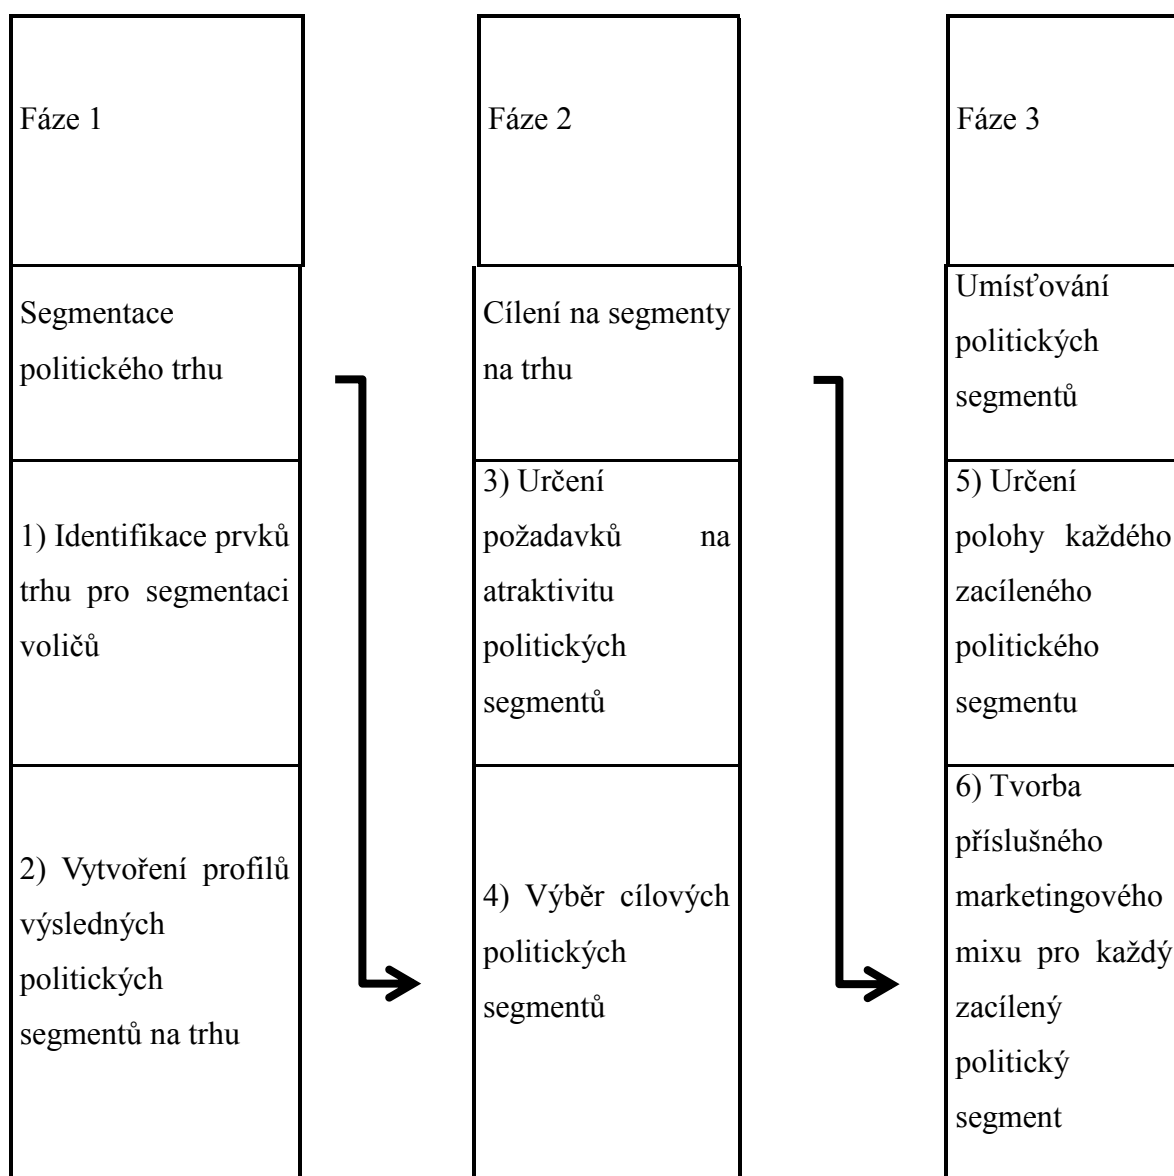 Fáze 1
Segmentace
politického trhu
1) Identifikace prvků
trhu pro segmentaci
voličů
2) Vytvoření profilů
výsledných
politických
segmentů na trhu
Fáze 2
Cílení na segmenty
na trhu
3) Určení
požadavků na
atraktivitu
politických
segmentů
4) Výběr cílových
politických
segmentů
Fáze 3
Umísťování
politických
segmentů
5) Určení
polohy každého
zacíleného
politického
segmentu
6) Tvorba
příslušného
marketingového
mixu pro každý
zacílený
politický
segment